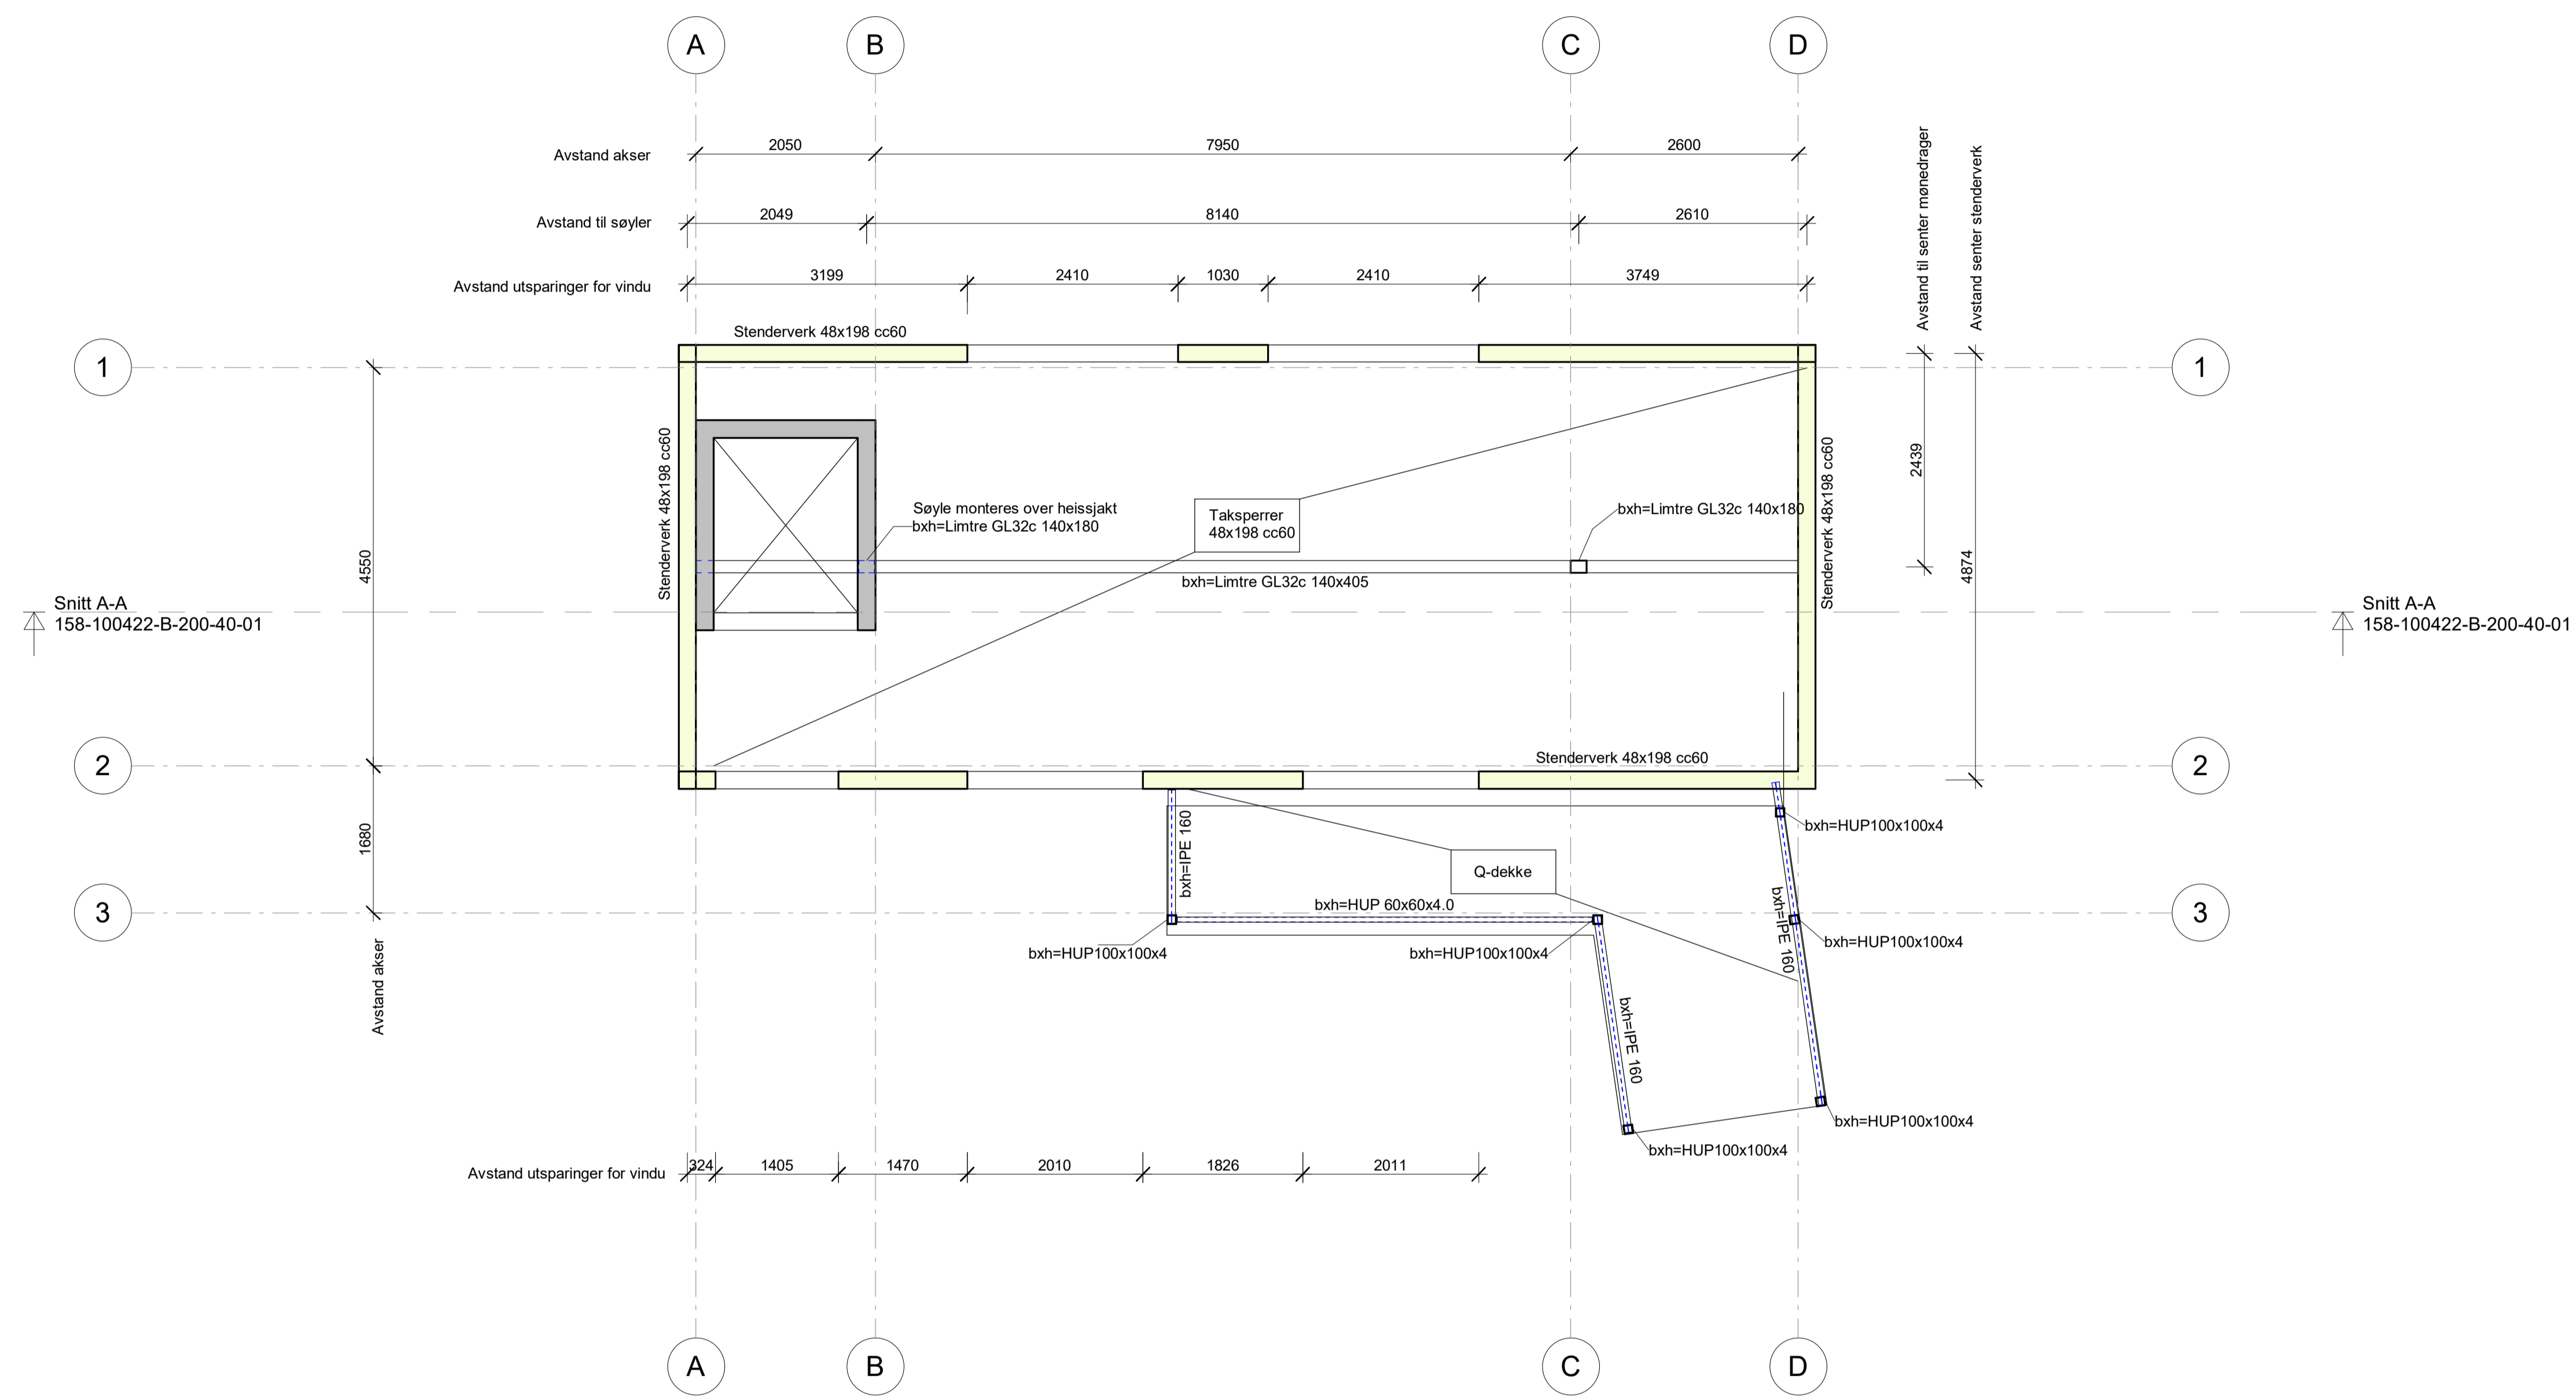 A
B
C
D
Avstand akser
2050
7950
2600
Avstand til søyler
2049
8140
2610
Avstand utsparinger for vindu
3199
2410
1030
2410
3749
Avstand til senter mønedrager
Avstand senter stenderverk
Stenderverk 48x198 cc60
1
1
Stenderverk 48x198 cc60
Stenderverk 48x198 cc60
2439
4874
4550
Søyle monteres over heissjakt
bxh=Limtre GL32c 140x180
Taksperrer
48x198 cc60
bxh=Limtre GL32c 140x180
bxh=Limtre GL32c 140x405
Snitt A-A
158-100422-B-200-40-01
Snitt A-A
158-100422-B-200-40-01
Stenderverk 48x198 cc60
2
2
1680
bxh=IPE 160
bxh=HUP100x100x4
Q-dekke
bxh=HUP 60x60x4.0
bxh=IPE 160
3
3
bxh=HUP100x100x4
bxh=HUP100x100x4
bxh=HUP100x100x4
Avstand akser
bxh=IPE 160
bxh=HUP100x100x4
bxh=HUP100x100x4
Avstand utsparinger for vindu
324
1405
1470
2010
1826
2011
A
B
C
D